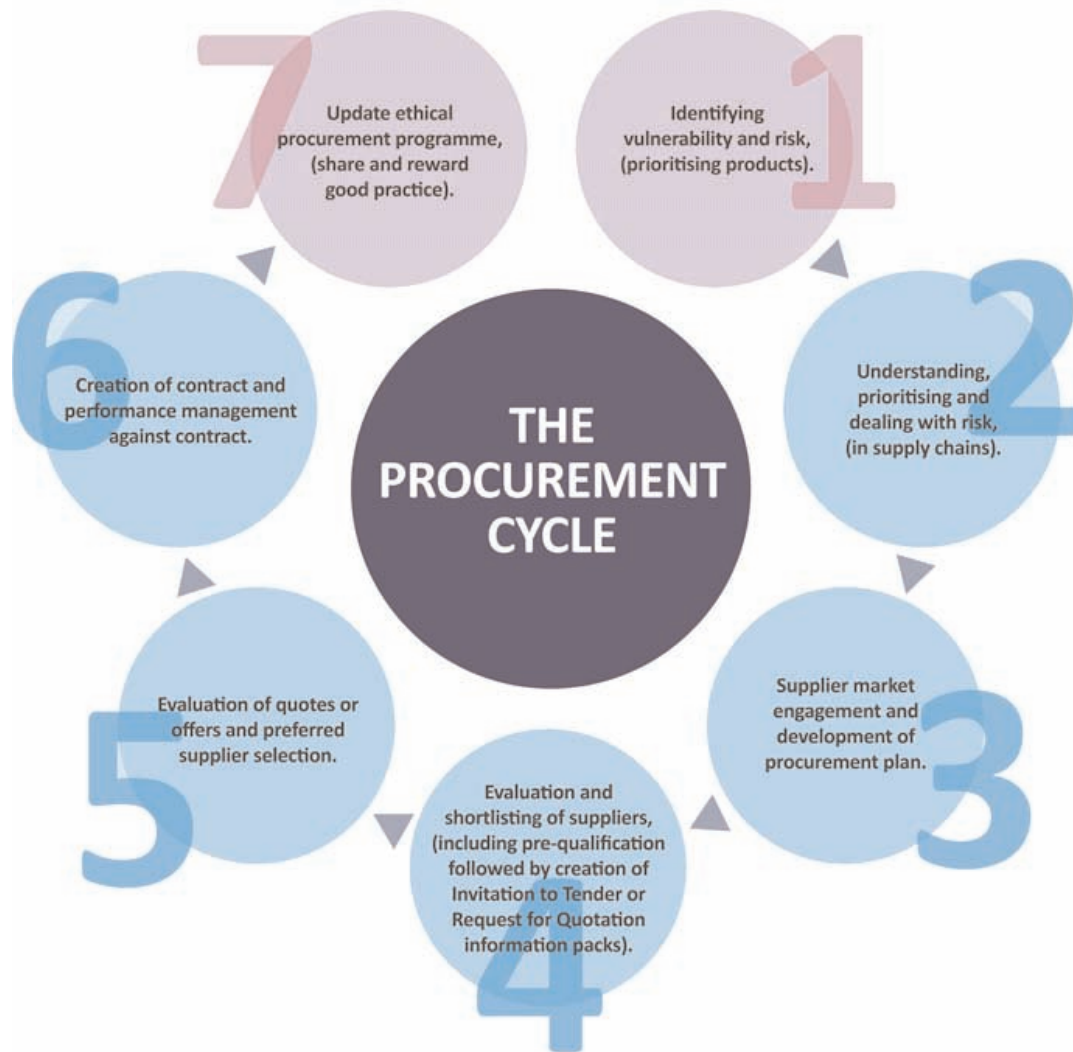 THE
PROCUREMENT
CYCLE
1
Identifying
vulnerability and risk,
(prioritising products).
2
Understanding,
prioritising and
dealing with risk,
(in supply chains).
3
Supplier market
engagement and
development of
procurement plan.
4
Evaluation and
shortlisting of suppliers,
(including pre-qualification
followed by creation of
Invitation to Tender or
Request for Quotation
information packs).
5
Evaluation of quotes or
offers and preferred
supplier selection.
6
Creation of contract and
performance management
against contract.
7
Update ethical
procurement programme,
(share and reward
good practice).